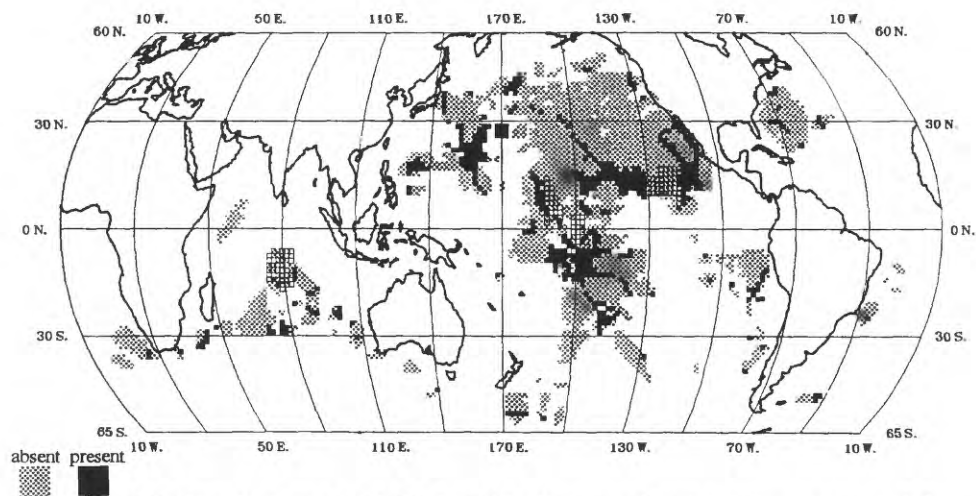 10 W. 50 E. 110 E. 170 E. 130 W. 70 W. 10 W.
60 N. 60 N.
30 N. 30 N.
0 N. 0 N.
30 S. 30 S.
65 S. 65 S.
10 W. 50 E. 110 E. 170 E. 130 W. 70 W. 10 W.
absent present